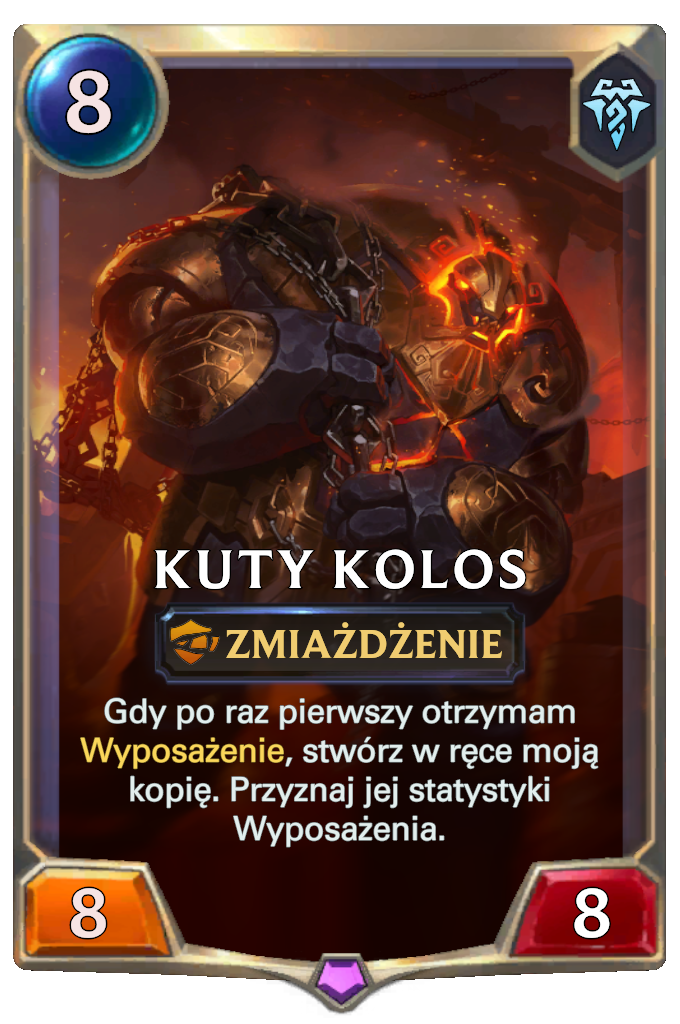 8
KUTY KOLOS
ZMIAŻDŻENIE
Gdy po raz pierwszy otrzymam
Wyposażenie, stwórz w ręce moją
kopię. Przyznaj jej statystyki
Wyposażenia.
8
8